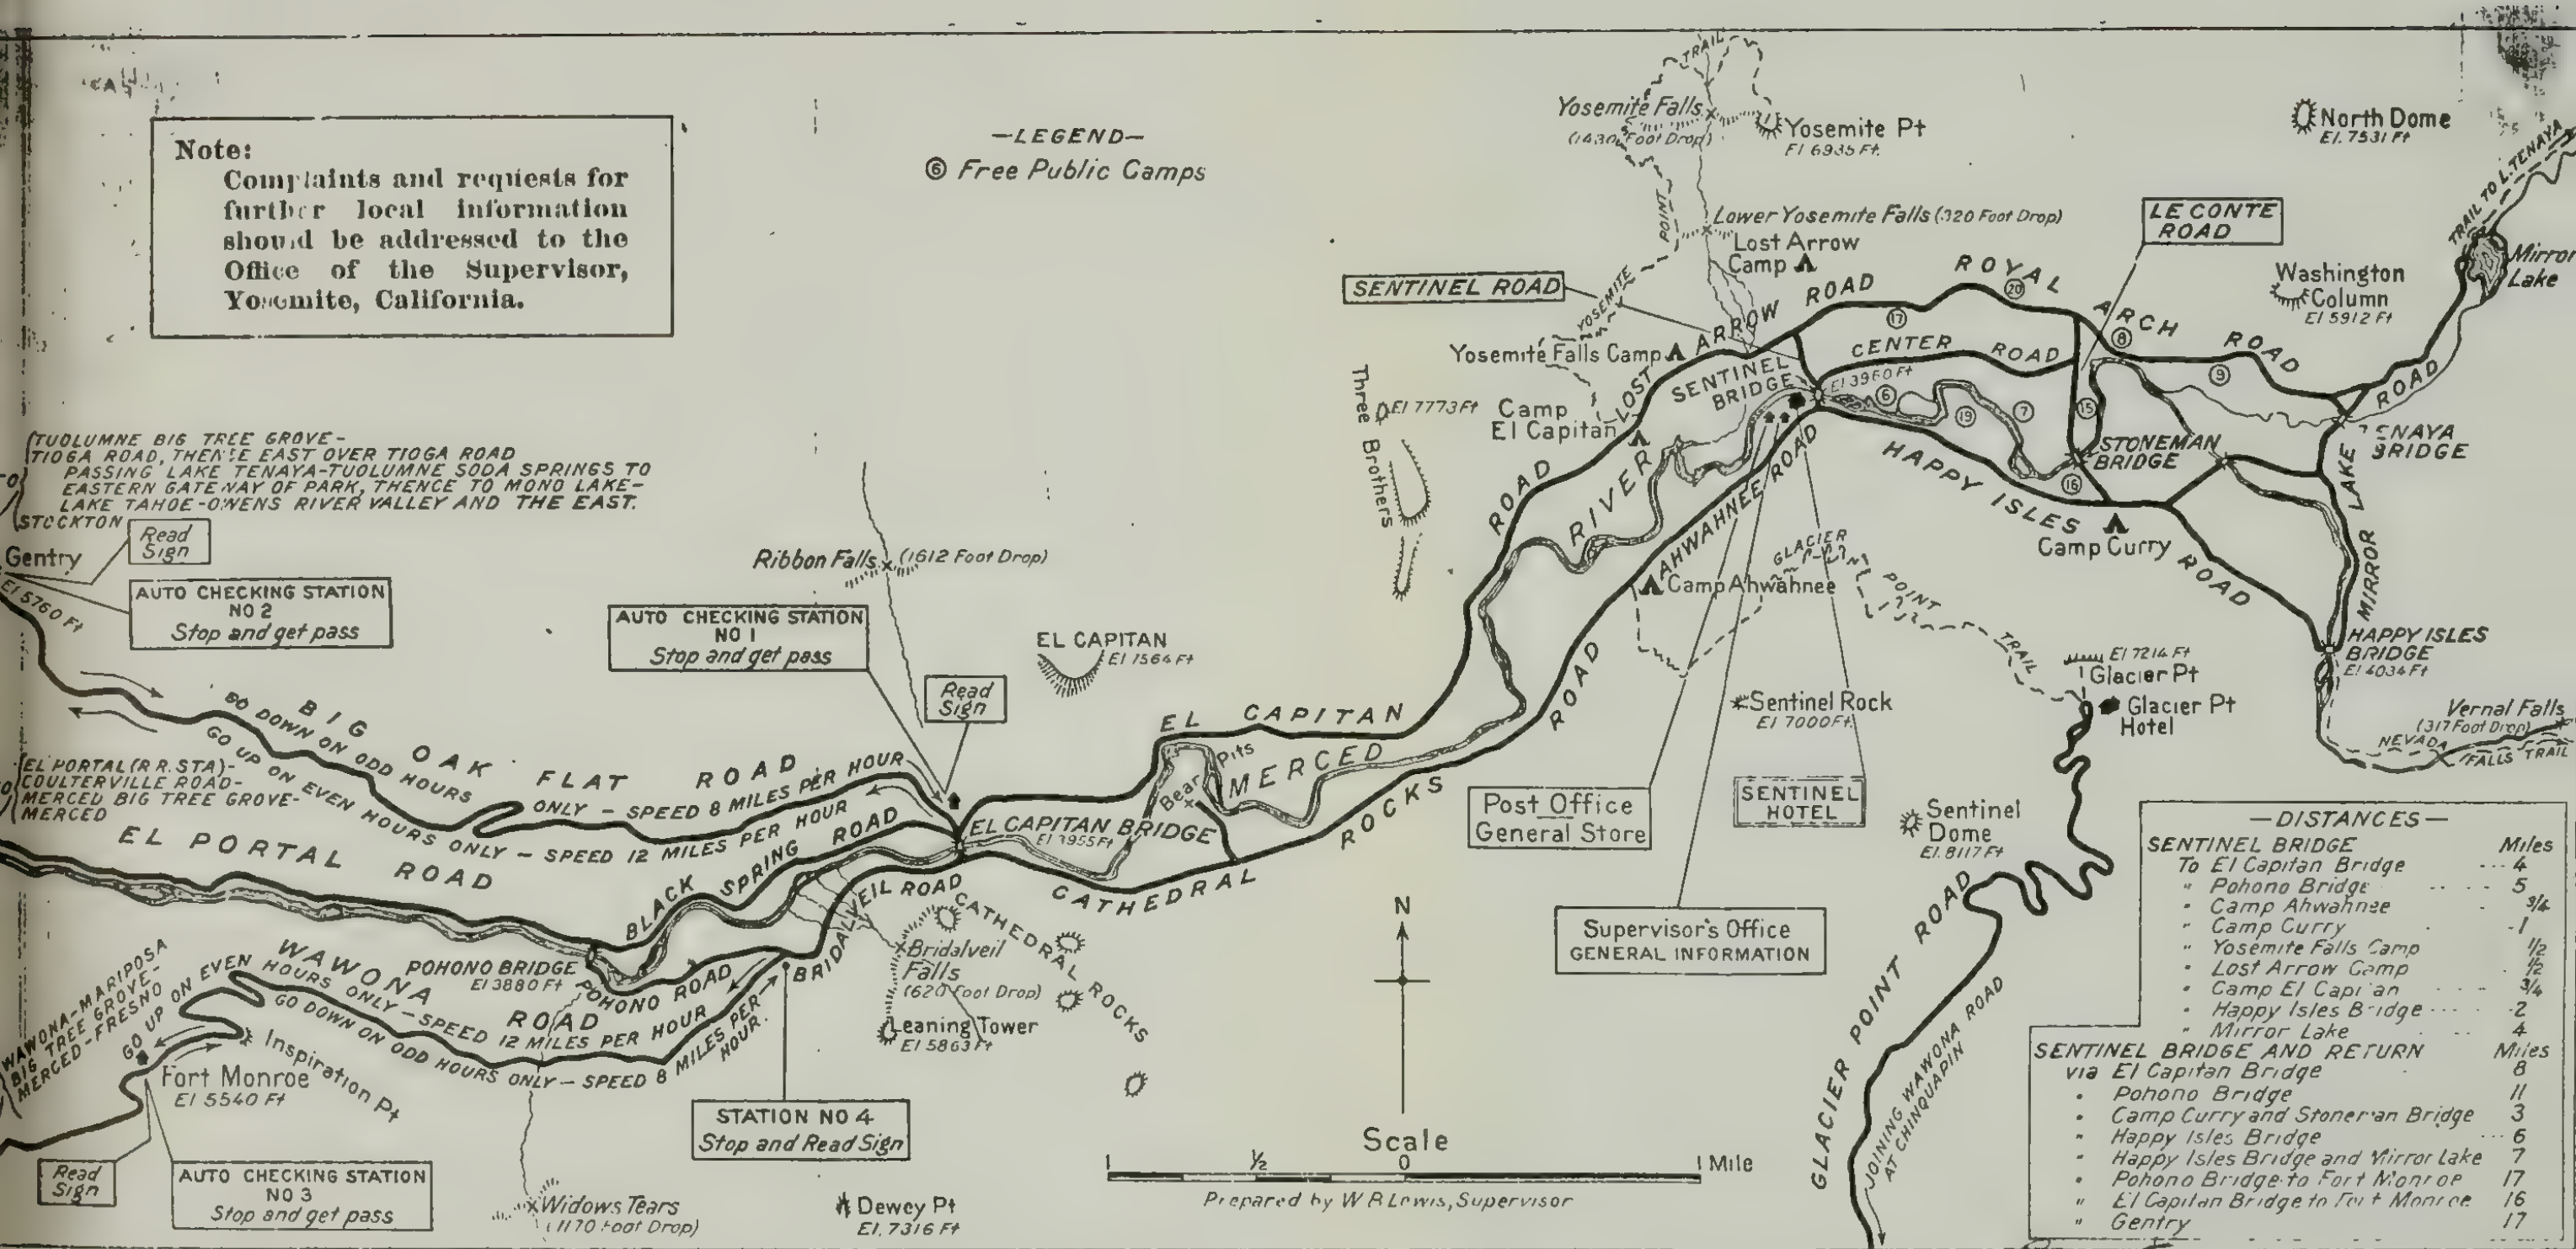 Note:
Complaints and requests for
further local information
should be addressed to the
Office of the Supervisor,
Yosemite, California.
—LEGEND—
⑥ Free Public Camps
TRAIL
Yosemite Falls
(1430 Foot Drop)
Yosemite Pt
El 6935 Ft.
North Dome
El. 7531 Ft
TRAIL TO L. TENAYA
Mirror
Lake
POINT
YOSEMITE
Lower Yosemite Falls (320 Foot Drop)
Lost Arrow
Camp
LE CONTE
ROAD
Washington
Column
El 5912 Ft
SENTINEL ROAD
ROYAL ARCH ROAD
LOST ARROW ROAD
Yosemite Falls Camp
CENTER ROAD
SENTINEL
BRIDGE
El 3960 Ft
20
17
8
9
6
19
7
15
16
Three Brothers
El 7773 Ft
Camp
El Capitan
STONEMAN
BRIDGE
TENAYA
BRIDGE
MIRROR LAKE ROAD
HAPPY ISLES ROAD
Camp Curry
TUOLUMNE BIG TREE GROVE-
TIOGA ROAD, THENCE EAST OVER TIOGA ROAD
PASSING LAKE TENAYA-TUOLUMNE SODA SPRINGS TO
EASTERN GATEWAY OF PARK, THENCE TO MONO LAKE-
LAKE TAHOE-OWENS RIVER VALLEY AND THE EAST.
STOCKTON
Read
Sign
Gentry
El 5760 Ft
AUTO CHECKING STATION
NO 2
Stop and get pass
Ribbon Falls (1612 Foot Drop)
AUTO CHECKING STATION
NO 1
Stop and get pass
Read
Sign
EL CAPITAN
El 7564 Ft
MERCED RIVER
AHWAHNEE ROAD
Camp Ahwahnee
GLACIER POINT TRAIL
HAPPY ISLES
BRIDGE
El 4034 Ft
El 7214 Ft
Glacier Pt
Glacier Pt
Hotel
Sentinel Rock
El 7000 Ft
Vernal Falls
(317 Foot Drop)
NEVADA
FALLS TRAIL
EL CAPITAN ROAD
Bear Pits
BIG OAK FLAT ROAD
GO DOWN ON ODD HOURS ONLY – SPEED 8 MILES PER HOUR
GO UP ON EVEN HOURS ONLY – SPEED 12 MILES PER HOUR
EL PORTAL (R.R. STA)-
COULTERVILLE ROAD-
MERCED BIG TREE GROVE-
MERCED
EL PORTAL ROAD
BLACK SPRING ROAD
EL CAPITAN BRIDGE
El 3955 Ft
CATHEDRAL ROCKS ROAD
Post Office
General Store
SENTINEL
HOTEL
Sentinel
Dome
El. 8117 Ft
Supervisor's Office
GENERAL INFORMATION
BRIDALVEIL ROAD
CATHEDRAL ROCKS
Bridalveil
Falls
(620 Foot Drop)
Leaning Tower
El 5863 Ft
POHONO BRIDGE
El 3880 Ft
POHONO ROAD
WAWONA-MARIPOSA
BIG TREE GROVE-
MERCED-FRESNO
WAWONA ROAD
GO UP ON EVEN HOURS ONLY – SPEED 12 MILES PER HOUR
GO DOWN ON ODD HOURS ONLY – SPEED 8 MILES PER HOUR.
Inspiration Pt
Fort Monroe
El 5540 Ft
Read
Sign
AUTO CHECKING STATION
NO 3
Stop and get pass
STATION NO 4
Stop and Read Sign
Widows Tears
(1170 Foot Drop)
Dewey Pt
El. 7316 Ft
N
Scale
1 ½ 0 1 Mile
Prepared by W B Lewis, Supervisor
GLACIER POINT ROAD
JOINING WAWONA ROAD
AT CHINQUAPIN
—DISTANCES—
SENTINEL BRIDGE Miles
To El Capitan Bridge 4
" Pohono Bridge 5
" Camp Ahwahnee 3/4
" Camp Curry 1
" Yosemite Falls Camp 1/2
" Lost Arrow Camp 1/2
" Camp El Capitan 3/4
" Happy Isles Bridge 2
" Mirror Lake 4
SENTINEL BRIDGE AND RETURN Miles
via El Capitan Bridge 8
" Pohono Bridge 11
" Camp Curry and Stoneman Bridge 3
" Happy Isles Bridge 6
" Happy Isles Bridge and Mirror Lake 7
" Pohono Bridge to Fort Monroe 17
" El Capitan Bridge to Fort Monroe 16
" Gentry 17